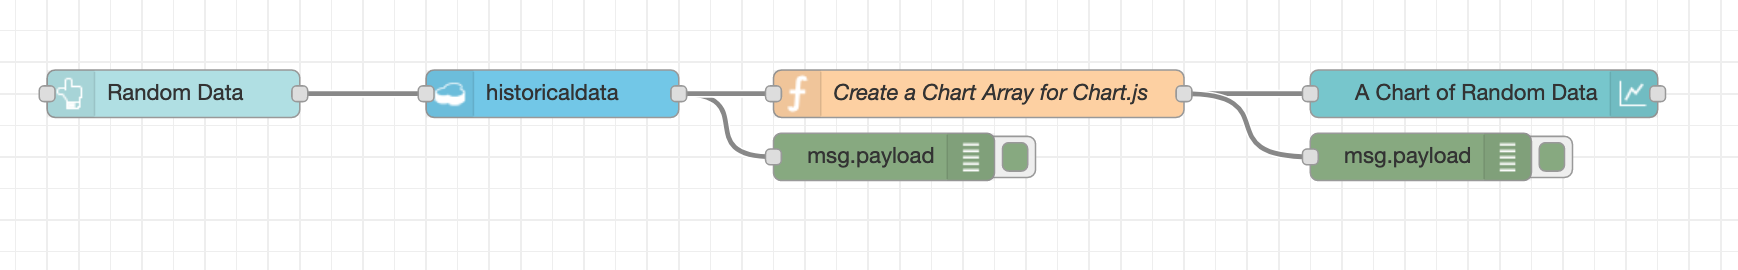 Random Data
historicaldata
Create a Chart Array for Chart.js
A Chart of Random Data
msg.payload
msg.payload